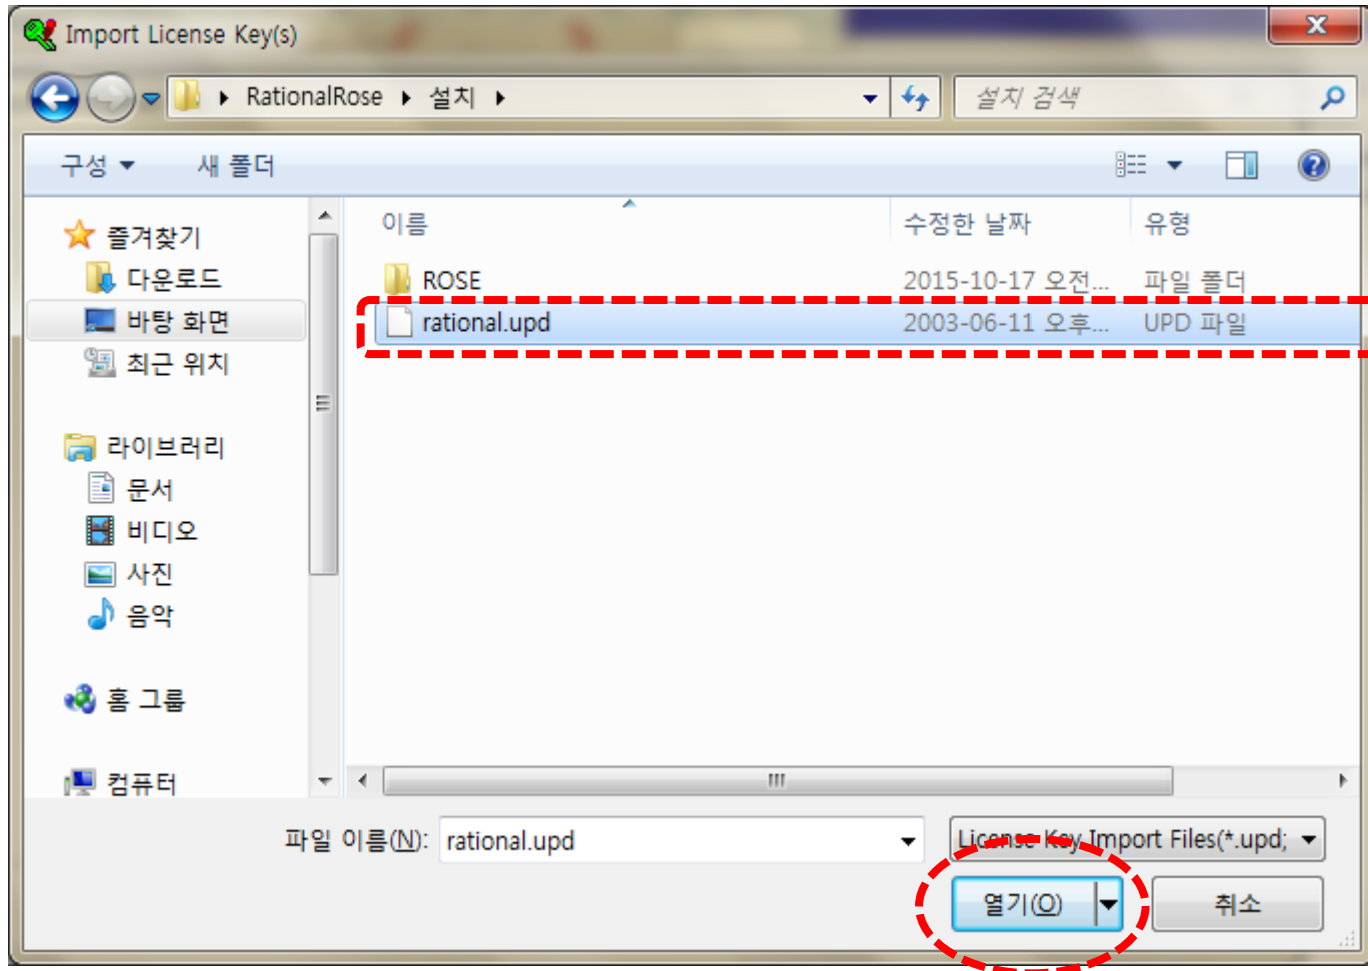 Import License Key(s)
RationalRose 설치
설치 검색
구성 새 폴더
이름 수정한 날짜 유형
즐겨찾기
다운로드
바탕 화면
최근 위치
라이브러리
문서
비디오
사진
음악
홈 그룹
컴퓨터
ROSE 2015-10-17 오전... 파일 폴더
rational.upd 2003-06-11 오후... UPD 파일
파일 이름(N): rational.upd License Key Import Files(*.upd;
열기(O) 취소